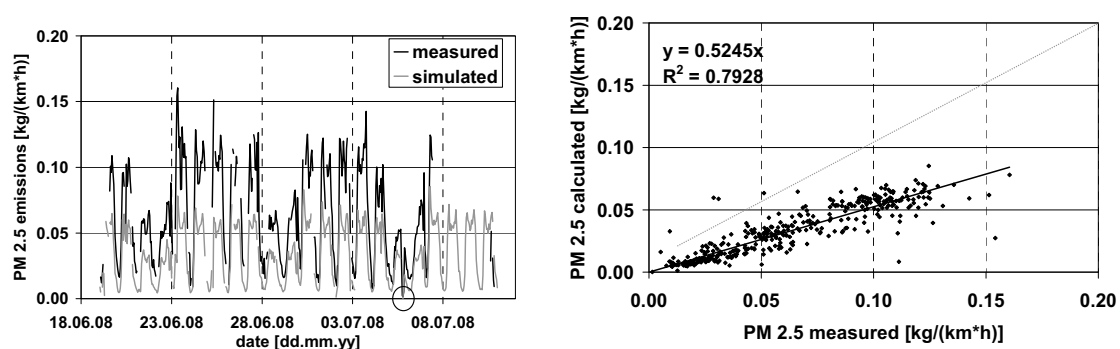 PM 2.5 emissions [kg/(km*h)]
0.20
0.15
0.10
0.05
0.00
measured
simulated
18.06.08 23.06.08 28.06.08 03.07.08 08.07.08
date [dd.mm.yy]
PM 2.5 calculated [kg/(km*h)]
0.20
0.15
0.10
0.05
0.00
y = 0.5245x
R² = 0.7928
0.00 0.05 0.10 0.15 0.20
PM 2.5 measured [kg/(km*h)]